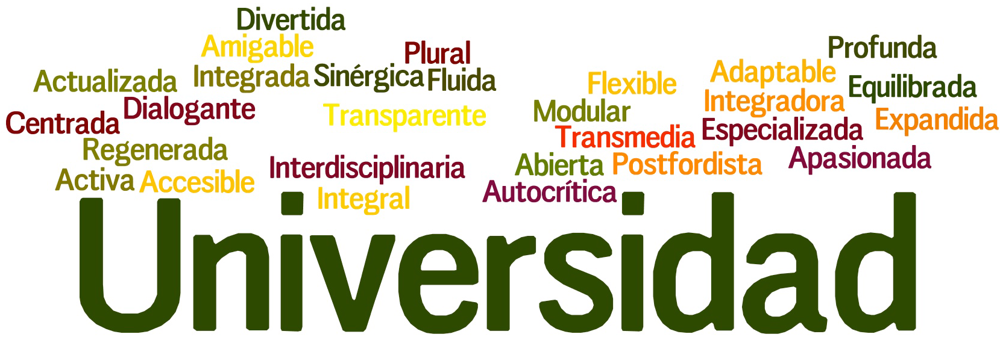 Divertida
Amigable
Plural
Actualizada
Integrada
Sinérgica
Fluida
Dialogante
Centrada
Transparente
Regenerada
Interdisciplinaria
Activa
Accesible
Integral
Profunda
Adaptable
Flexible
Equilibrada
Integradora
Modular
Expandida
Especializada
Transmedia
Apasionada
Abierta
Postfordista
Autocrítica
Universidad